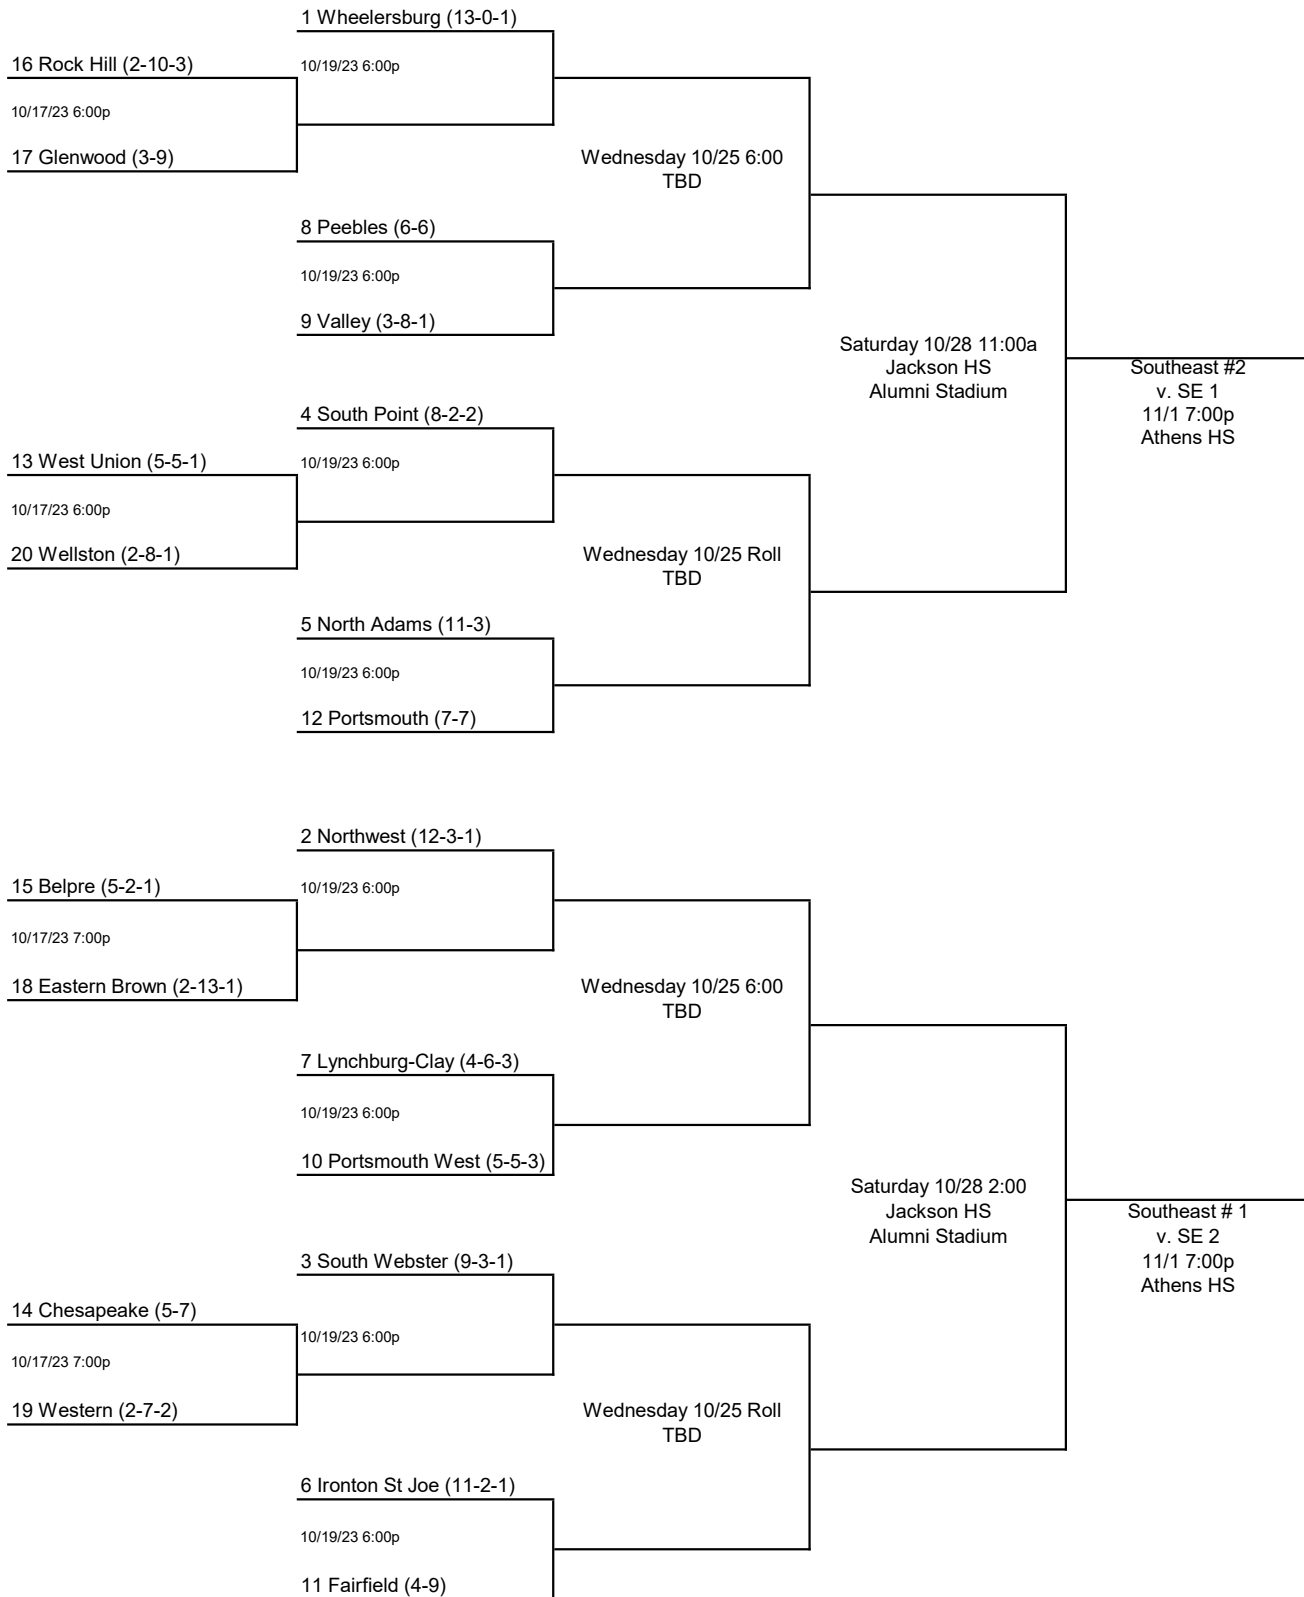 1 Wheelersburg (13-0-1)
16 Rock Hill (2-10-3)
10/19/23 6:00p
10/17/23 6:00p
17 Glenwood (3-9)
Wednesday 10/25 6:00
TBD
8 Peebles (6-6)
10/19/23 6:00p
9 Valley (3-8-1)
Saturday 10/28 11:00a
Jackson HS
Alumni Stadium
Southeast #2
v. SE 1
11/1 7:00p
Athens HS
4 South Point (8-2-2)
13 West Union (5-5-1)
10/19/23 6:00p
10/17/23 6:00p
20 Wellston (2-8-1)
Wednesday 10/25 Roll
TBD
5 North Adams (11-3)
10/19/23 6:00p
12 Portsmouth (7-7)
2 Northwest (12-3-1)
15 Belpre (5-2-1)
10/19/23 6:00p
10/17/23 7:00p
18 Eastern Brown (2-13-1)
Wednesday 10/25 6:00
TBD
7 Lynchburg-Clay (4-6-3)
10/19/23 6:00p
10 Portsmouth West (5-5-3)
Saturday 10/28 2:00
Jackson HS
Alumni Stadium
Southeast # 1
v. SE 2
11/1 7:00p
Athens HS
3 South Webster (9-3-1)
14 Chesapeake (5-7)
10/19/23 6:00p
10/17/23 7:00p
19 Western (2-7-2)
Wednesday 10/25 Roll
TBD
6 Ironton St Joe (11-2-1)
10/19/23 6:00p
11 Fairfield (4-9)